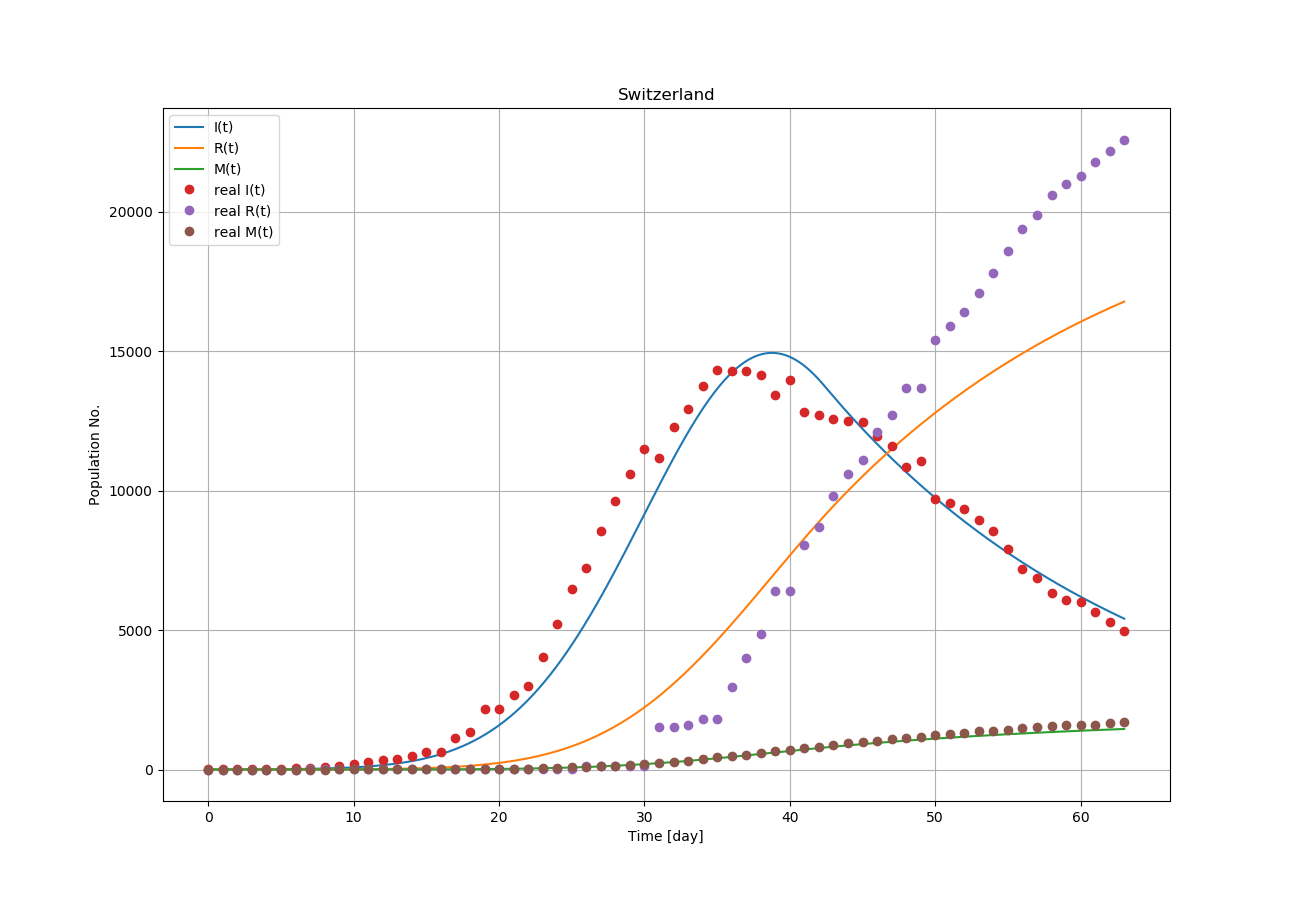 Switzerland
I(t)
R(t)
M(t)
real I(t)
real R(t)
real M(t)
Population No.
20000
15000
10000
5000
0
0 10 20 30 40 50 60
Time [day]